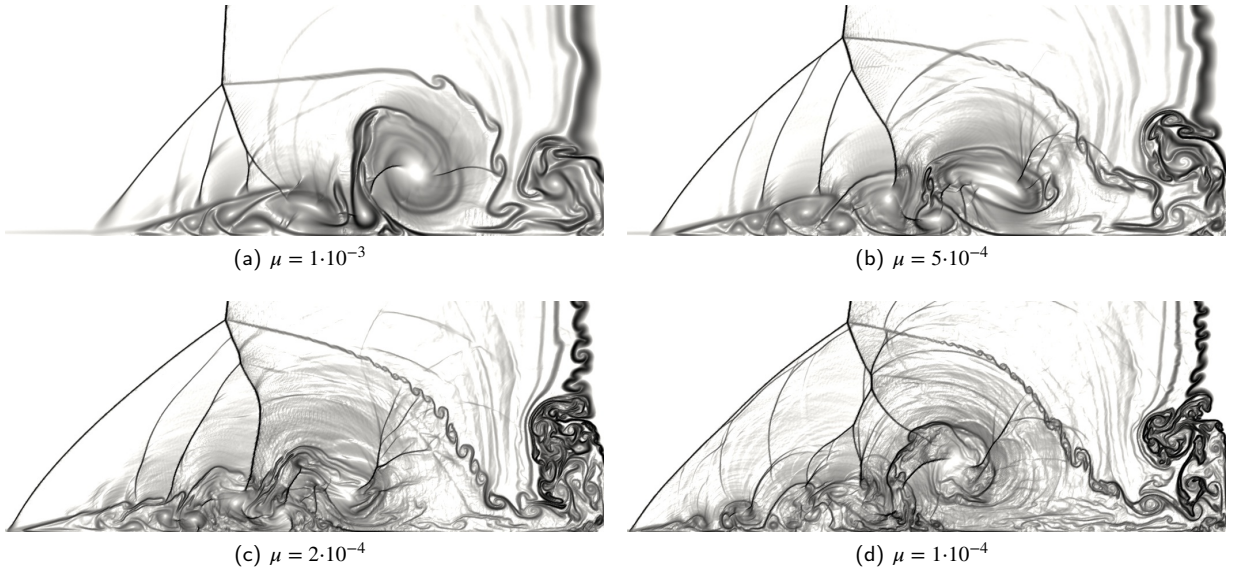 (a) μ = 1·10⁻³
(b) μ = 5·10⁻⁴
(c) μ = 2·10⁻⁴
(d) μ = 1·10⁻⁴